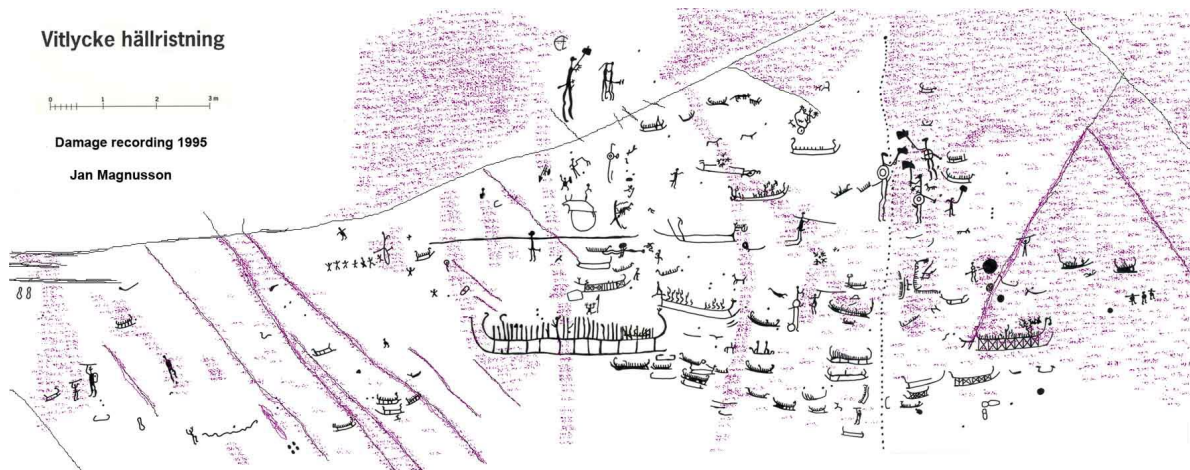 Vitlycke hällristning
0 1 2 3 m
Damage recording 1995
Jan Magnusson